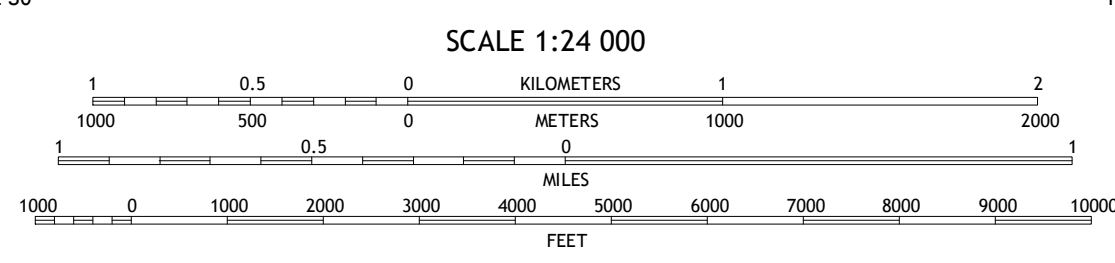 SCALE 1:24 000
1 0.5 0 KILOMETERS 1 2
1000 500 0 METERS 1000 2000
1 0.5 0 1
MILES
1000 0 1000 2000 3000 4000 5000 6000 7000 8000 9000 10000
FEET